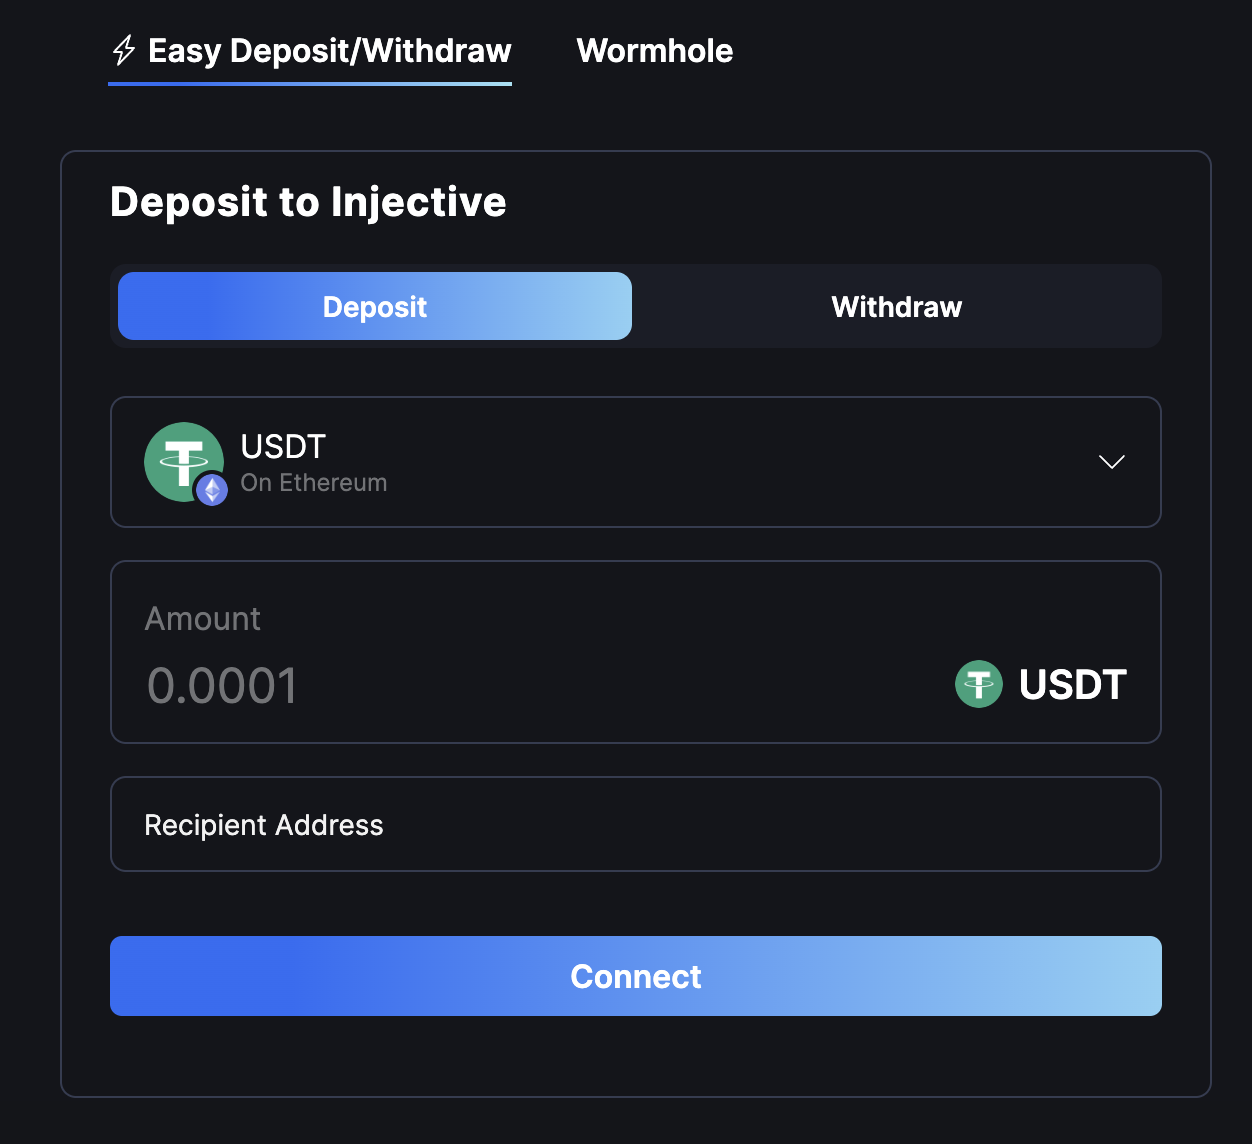 Easy Deposit/Withdraw Wormhole
Deposit to Injective
Deposit Withdraw
USDT
On Ethereum
Amount
0.0001 USDT
Recipient Address
Connect